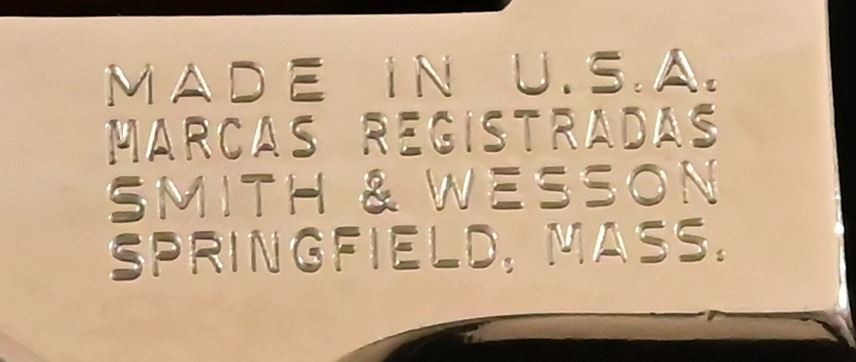 MADE IN U.S.A.
MARCAS REGISTRADAS
SMITH & WESSON
SPRINGFIELD, MASS.